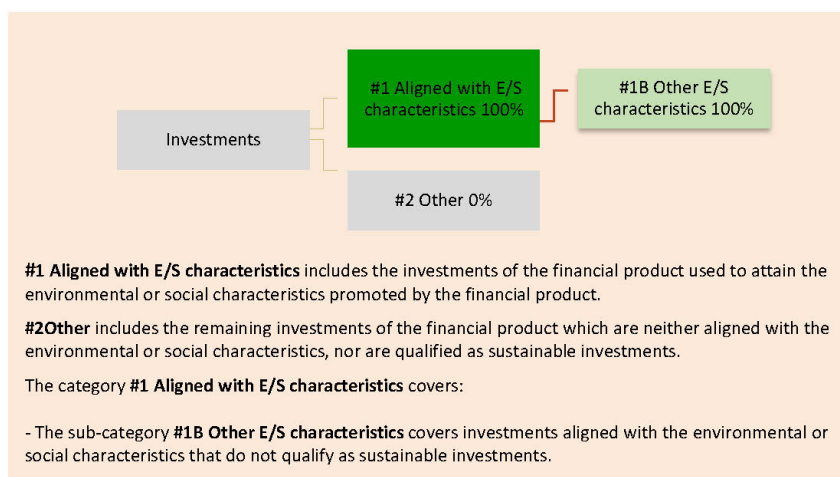 #1 Aligned with E/S
characteristics 100%
#1B Other E/S
characteristics 100%
Investments
#2 Other 0%
#1 Aligned with E/S characteristics includes the investments of the financial product used to attain the
environmental or social characteristics promoted by the financial product.
#2Other includes the remaining investments of the financial product which are neither aligned with the
environmental or social characteristics, nor are qualified as sustainable investments.
The category #1 Aligned with E/S characteristics covers:
- The sub-category #1B Other E/S characteristics covers investments aligned with the environmental or
social characteristics that do not qualify as sustainable investments.